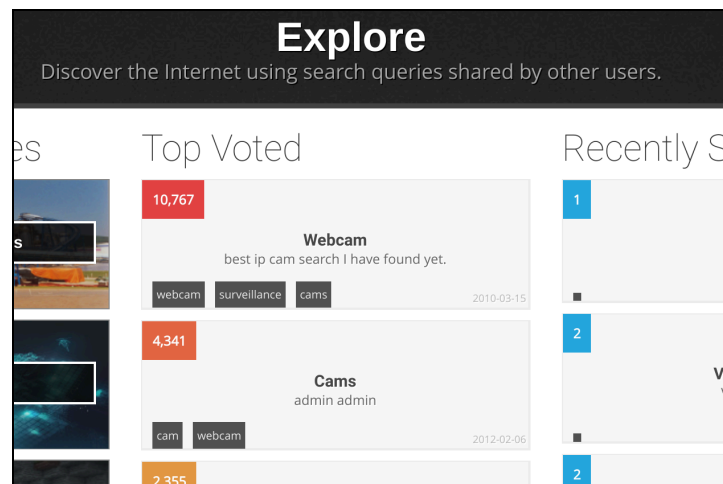 Explore
Discover the Internet using search queries shared by other users.
es
s
Top Voted
10,767
Webcam
best ip cam search I have found yet.
webcam surveillance cams
2010-03-15
4,341
Cams
admin admin
cam webcam
2012-02-06
2,355
Recently S
1
2
V
2